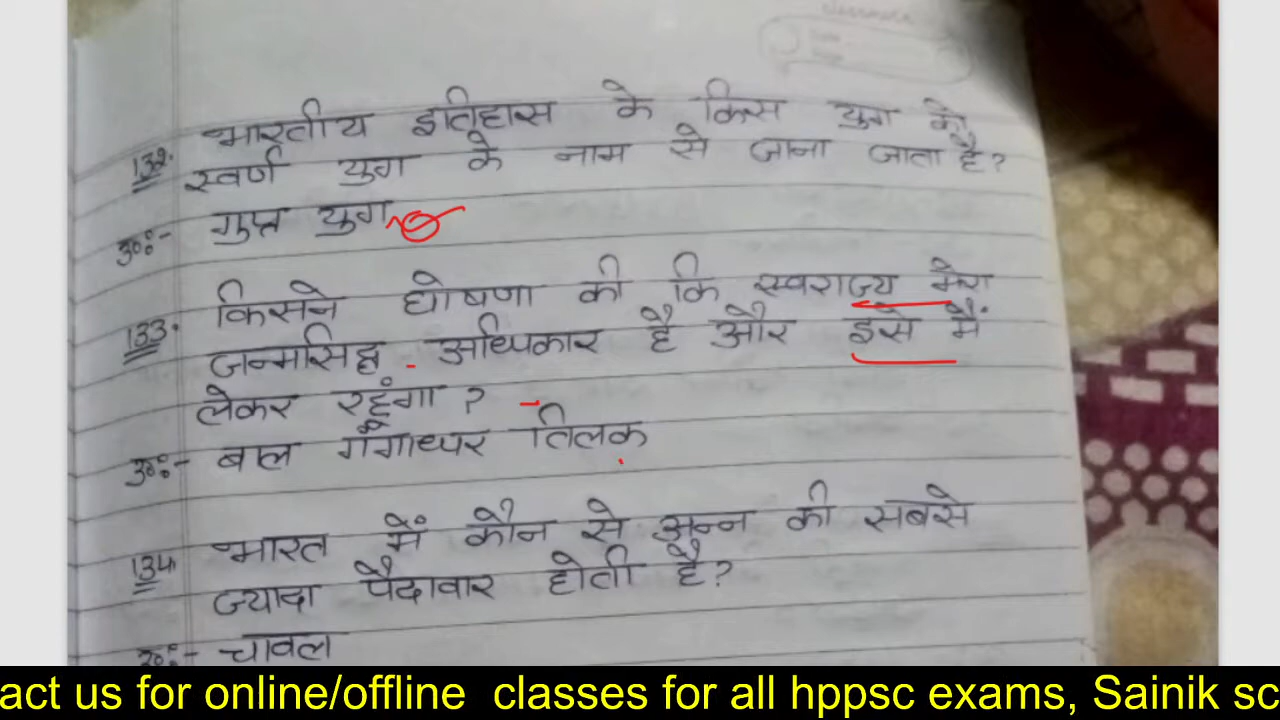 132. भारतीय इतिहास के किस युग को
स्वर्ण युग के नाम से जाना जाता है?
उ०ः- गुप्त युग
133. किसने घोषणा की कि स्वराज्य मेरा
जन्मसिद्ध अधिकार है और इसे मैं
लेकर रहूंगा ?
उ०ः- बाल गंगाधर तिलक
134 भारत में कौन से अन्न की सबसे
ज्यादा पैदावार होती है?
उ०ः- चावल
act us for online/offline classes for all hppsc exams, Sainik sc